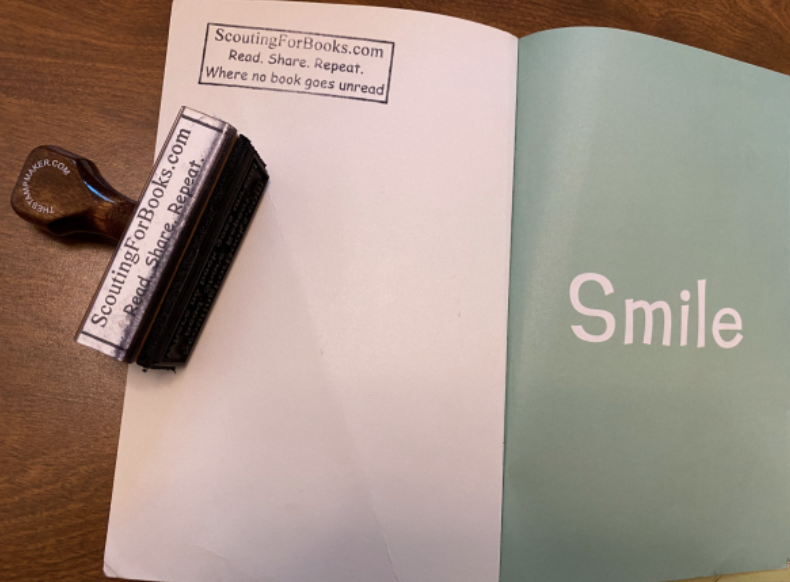 ScoutingForBooks.com
Read. Share. Repeat.
Where no book goes unread
THESTAMPMAKER.COM
ScoutingForBooks.com
Read. Share. Repeat.
Smile